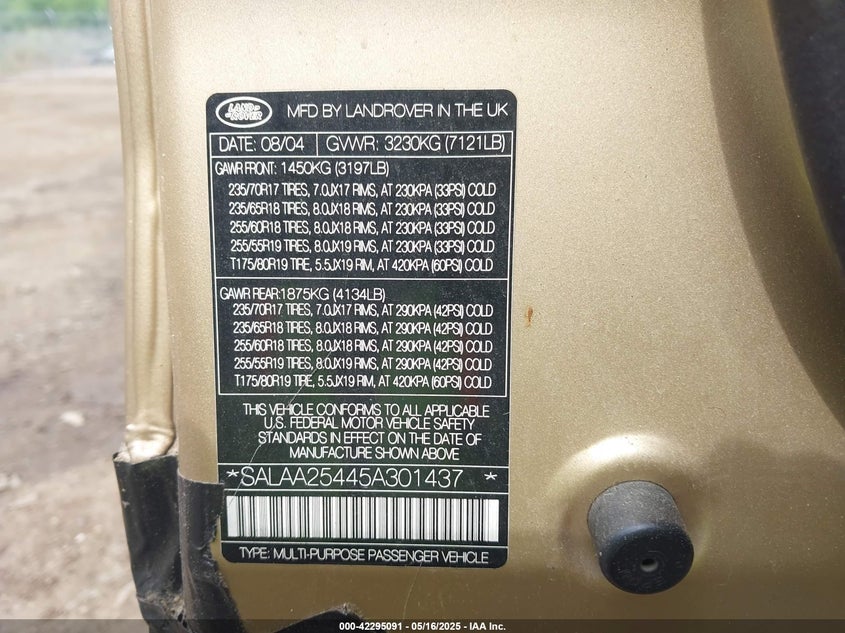 LAND ROVER MFD BY LANDROVER IN THE UK
DATE: 08/04 GVWR: 3230KG (7121LB)
GAWR FRONT: 1450KG (3197LB)
235/70R17 TIRES, 7.0JX17 RIMS, AT 230KPA (33PSI) COLD
235/65R18 TIRES, 8.0JX18 RIMS, AT 230KPA (33PSI) COLD
255/60R18 TIRES, 8.0JX18 RIMS, AT 230KPA (33PSI) COLD
255/55R19 TIRES, 8.0JX19 RIMS, AT 230KPA (33PSI) COLD
T175/80R19 TIRE, 5.5JX19 RIM, AT 420KPA (60PSI) COLD
GAWR REAR: 1875KG (4134LB)
235/70R17 TIRES, 7.0JX17 RIMS, AT 290KPA (42PSI) COLD
235/65R18 TIRES, 8.0JX18 RIMS, AT 290KPA (42PSI) COLD
255/60R18 TIRES, 8.0JX18 RIMS, AT 290KPA (42PSI) COLD
255/55R19 TIRES, 8.0JX19 RIMS, AT 290KPA (42PSI) COLD
T175/80R19 TIRE, 5.5JX19 RIM, AT 420KPA (60PSI) COLD
THIS VEHICLE CONFORMS TO ALL APPLICABLE
U.S. FEDERAL MOTOR VEHICLE SAFETY
STANDARDS IN EFFECT ON THE DATE OF
MANUFACTURE SHOWN ABOVE
*SALAA25445A301437*
TYPE: MULTI-PURPOSE PASSENGER VEHICLE
000-42295091 - 05/16/2025 - IAA Inc.